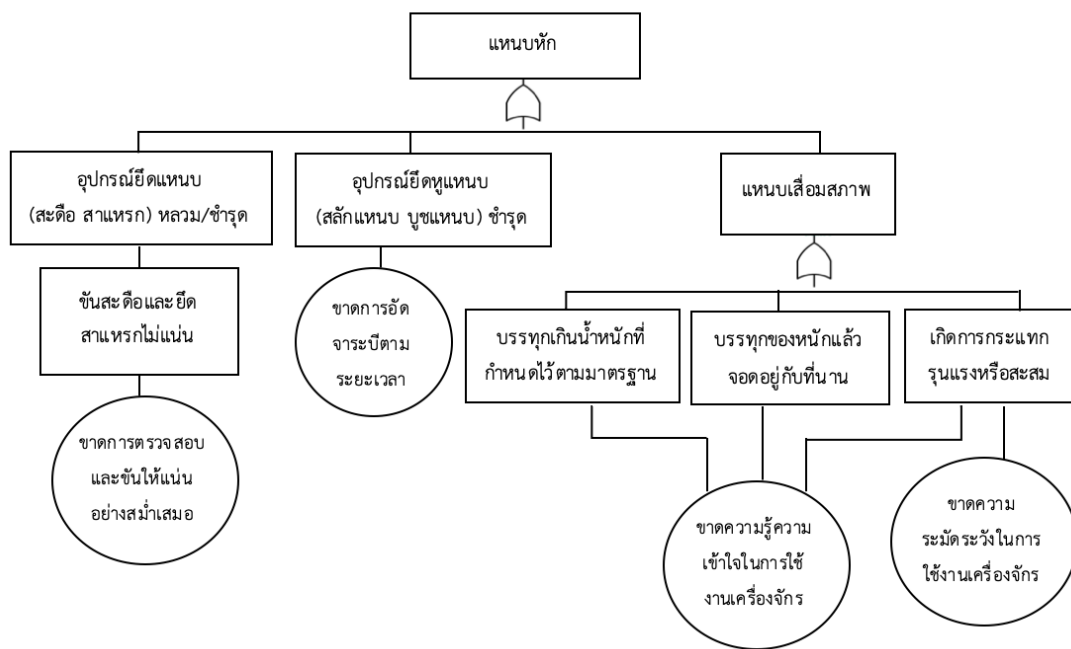 แหนบหัก
อุปกรณ์ยึดแหนบ
(สะดือ สาแหรก) หลวม/ชำรุด
อุปกรณ์ยึดหูแหนบ
(สลักแหนบ บูชแหนบ) ชำรุด
แหนบเสื่อมสภาพ
ขันสะดือและยึด
สาแหรกไม่แน่น
ขาดการอัด
จาระบีตาม
ระยะเวลา
บรรทุกเกินน้ำหนักที่
กำหนดไว้ตามมาตรฐาน
บรรทุกของหนักแล้ว
จอดอยู่กับที่นาน
เกิดการกระแทก
รุนแรงหรือสะสม
ขาดการตรวจสอบ
และขันให้แน่น
อย่างสม่ำเสมอ
ขาดความรู้ความ
เข้าใจในการใช้
งานเครื่องจักร
ขาดความ
ระมัดระวังในการ
ใช้งานเครื่องจักร